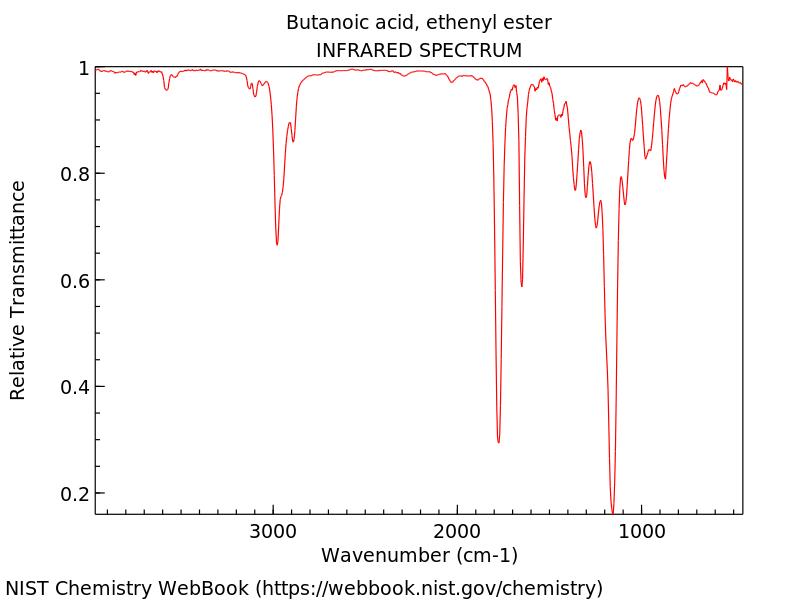 Butanoic acid, ethenyl ester
INFRARED SPECTRUM
1
0.8
0.6
0.4
0.2
Relative Transmittance
3000 2000 1000
Wavenumber (cm-1)
NIST Chemistry WebBook (https://webbook.nist.gov/chemistry)